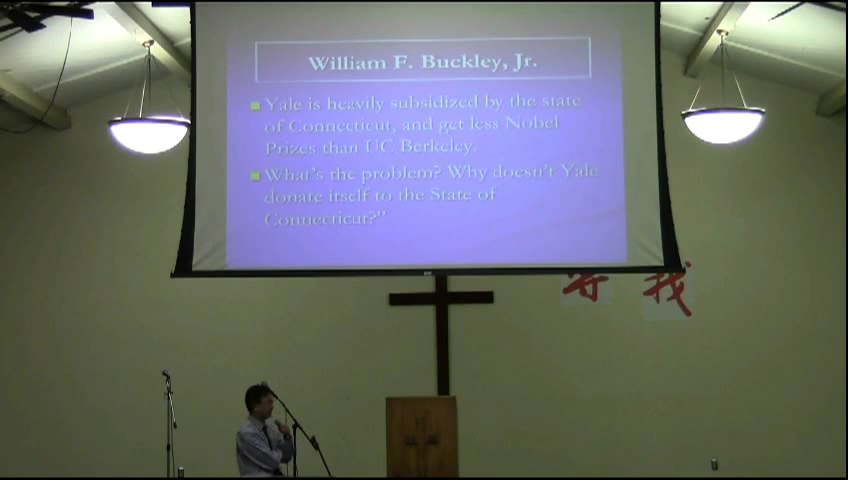 William F. Buckley, Jr.
Yale is heavily subsidized by the state
of Connecticut, and get less Nobel
Prizes than UC Berkeley.
What's the problem? Why doesn't Yale
donate itself to the State of
Connecticut?"
我